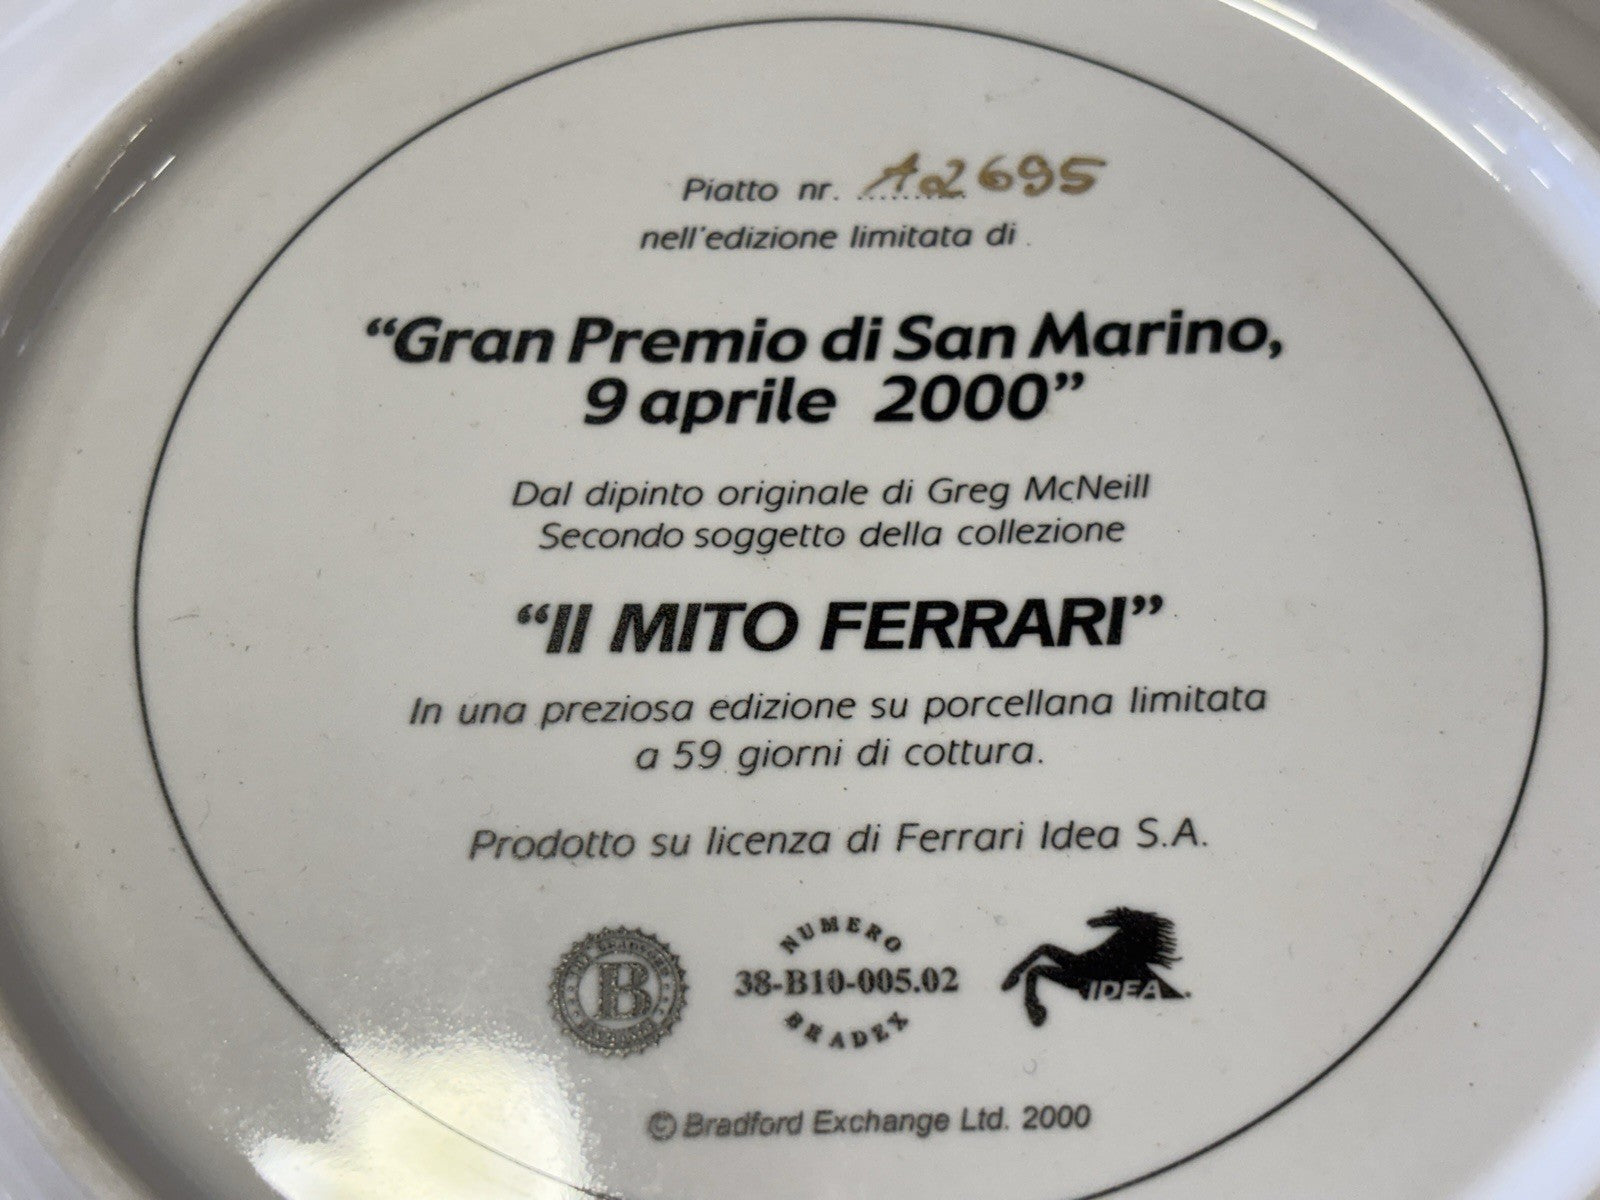 Piatto nr. A2695
nell'edizione limitata di
“Gran Premio di San Marino,
9 aprile 2000”
Dal dipinto originale di Greg McNeill
Secondo soggetto della collezione
“Il MITO FERRARI”
In una preziosa edizione su porcellana limitata
a 59 giorni di cottura.
Prodotto su licenza di Ferrari Idea S.A.
B
NUMERO
38-B10-005.02
BRADEX
IDEA
© Bradford Exchange Ltd. 2000